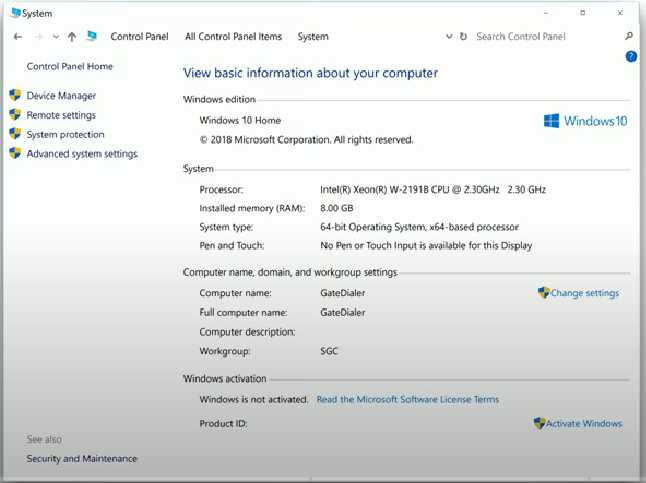 System
Control Panel All Control Panel Items System Search Control Panel
Control Panel Home
Device Manager
Remote settings
System protection
Advanced system settings
View basic information about your computer
Windows edition
Windows 10 Home
© 2018 Microsoft Corporation. All rights reserved.
Windows10
System
Processor: Intel(R) Xeon(R) W-2191B CPU @ 2.30GHz 2.30 GHz
Installed memory (RAM): 8.00 GB
System type: 64-bit Operating System, x64-based processor
Pen and Touch: No Pen or Touch Input is available for this Display
Computer name, domain, and workgroup settings
Computer name: GateDialer
Change settings
Full computer name: GateDialer
Computer description:
Workgroup: SGC
Windows activation
Windows is not activated. Read the Microsoft Software License Terms
Product ID:
Activate Windows
See also
Security and Maintenance